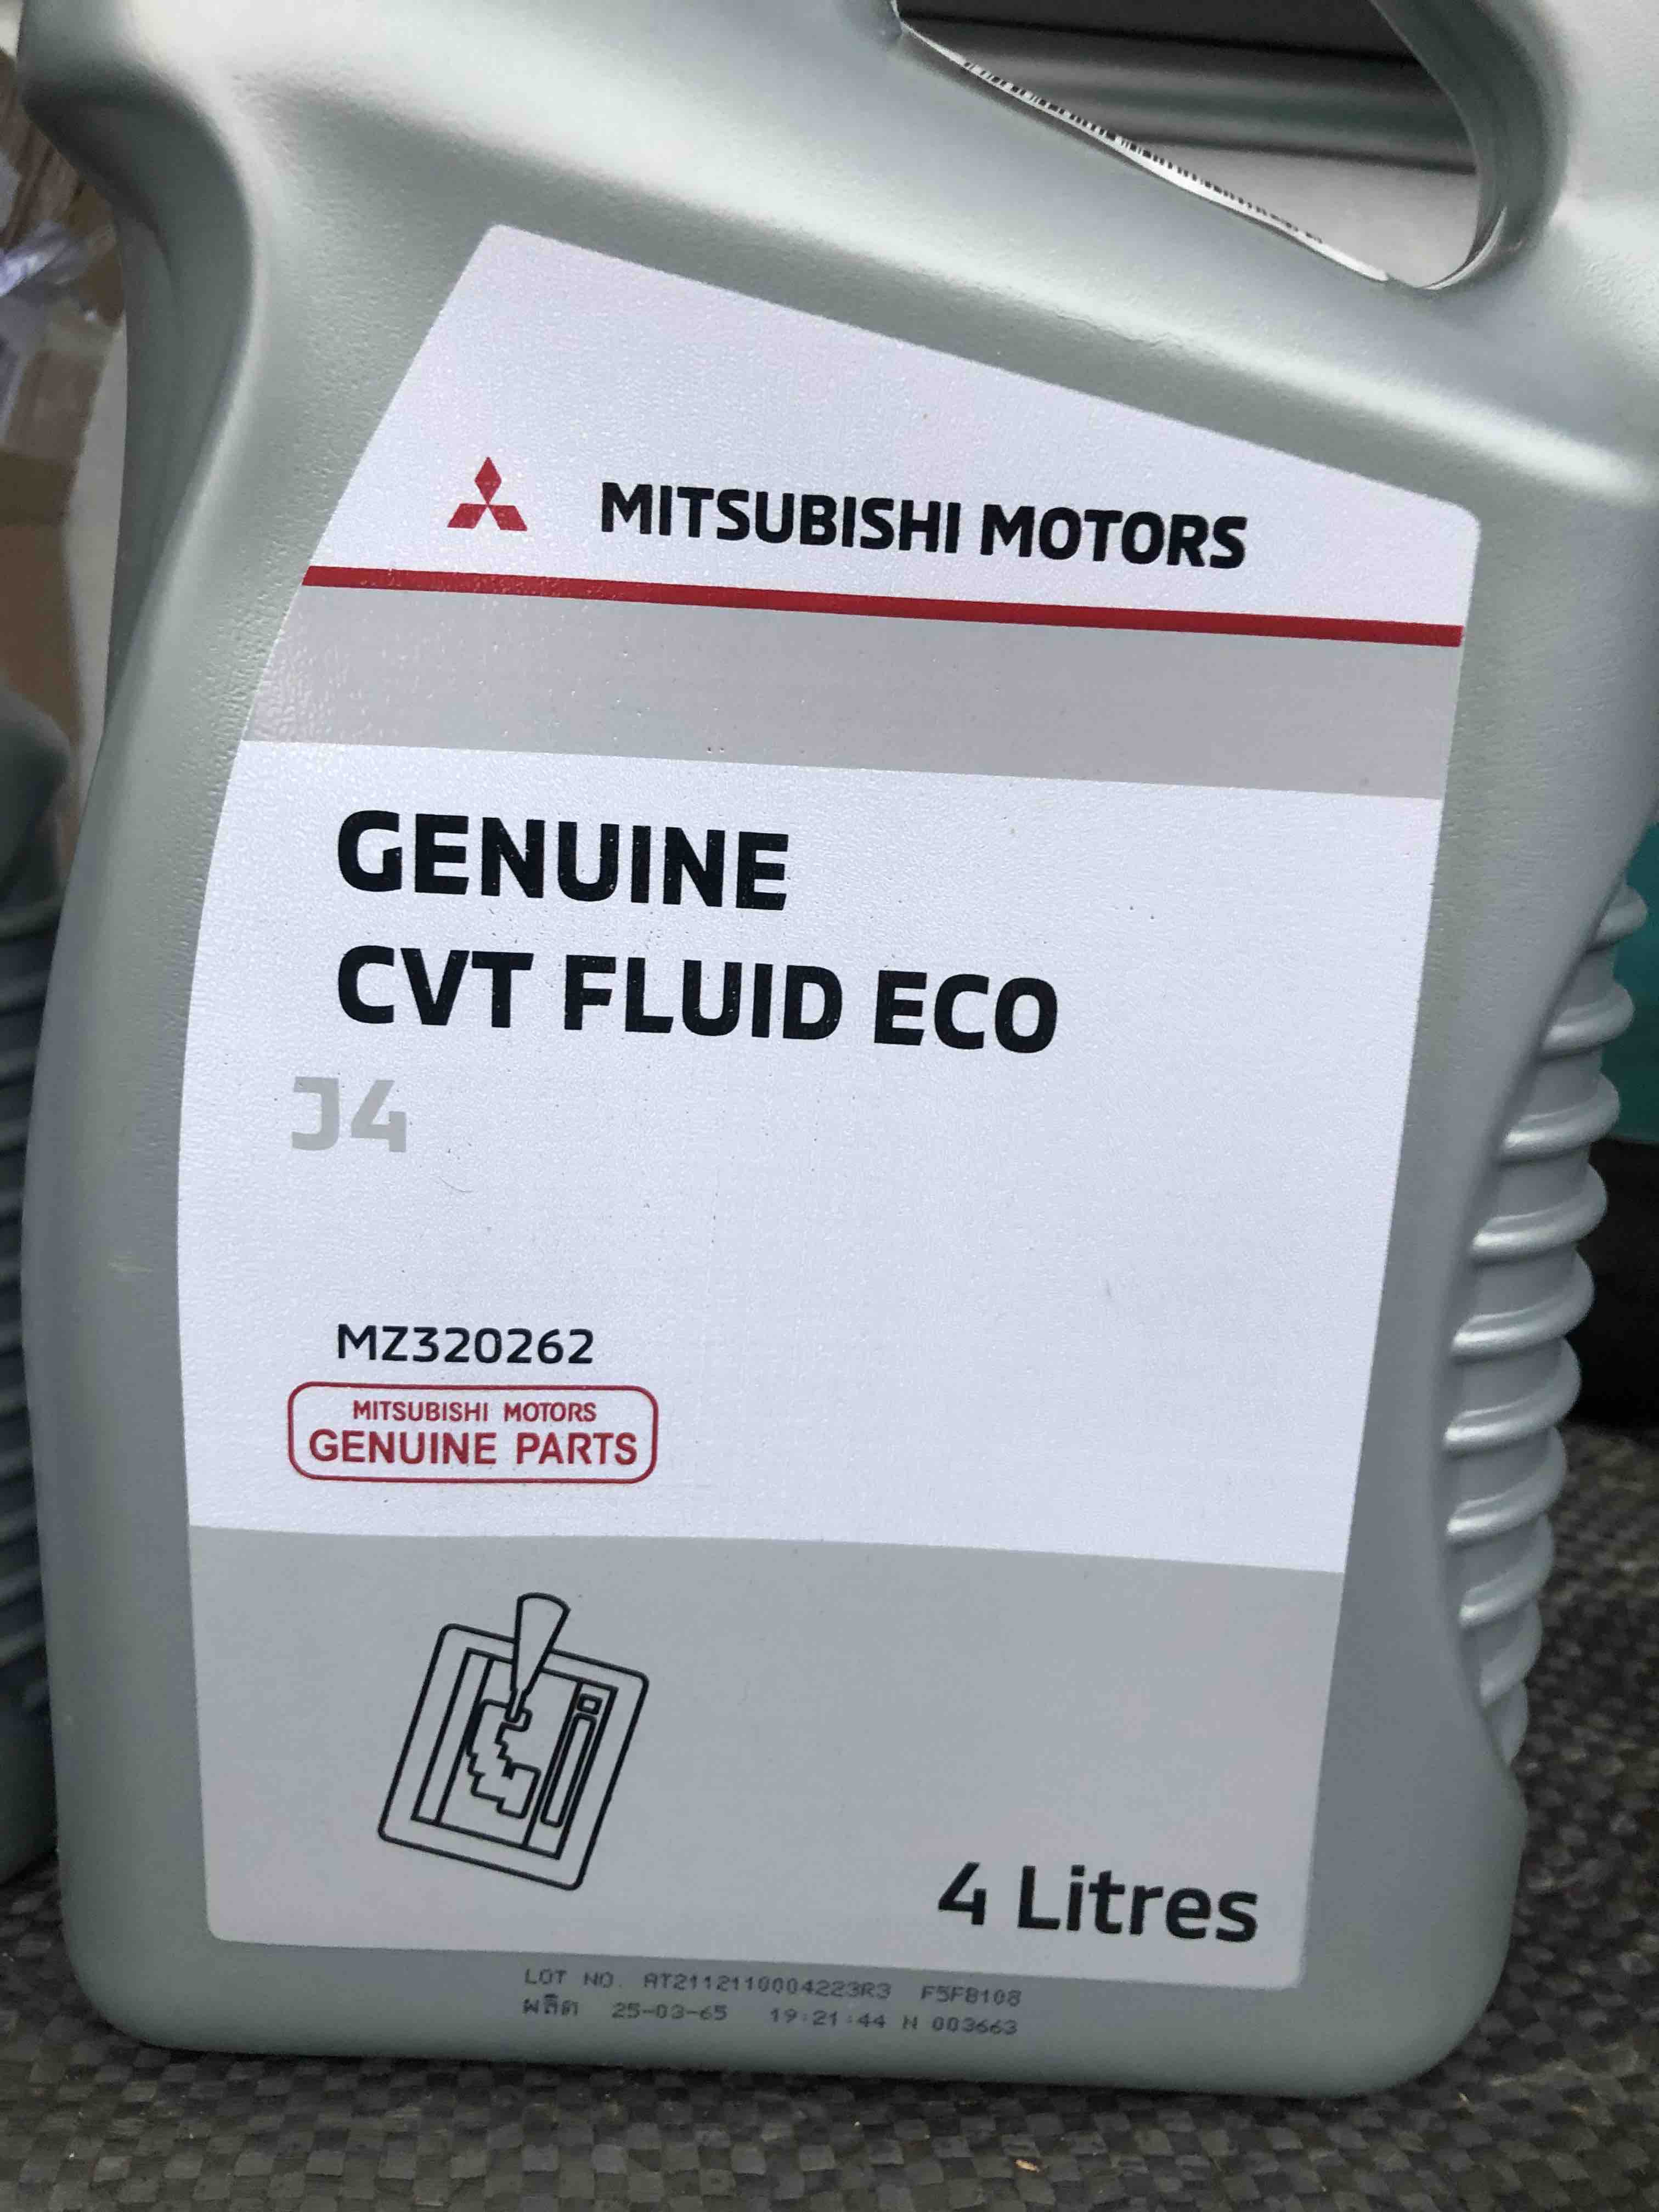 MITSUBISHI MOTORS
GENUINE
CVT FLUID ECO
J4
MZ320262
MITSUBISHI MOTORS
GENUINE PARTS
4 Litres
LOT NO. AT2112110004223R3 F5F8108
ผลิต 25-03-65 19:21:44 N 003663